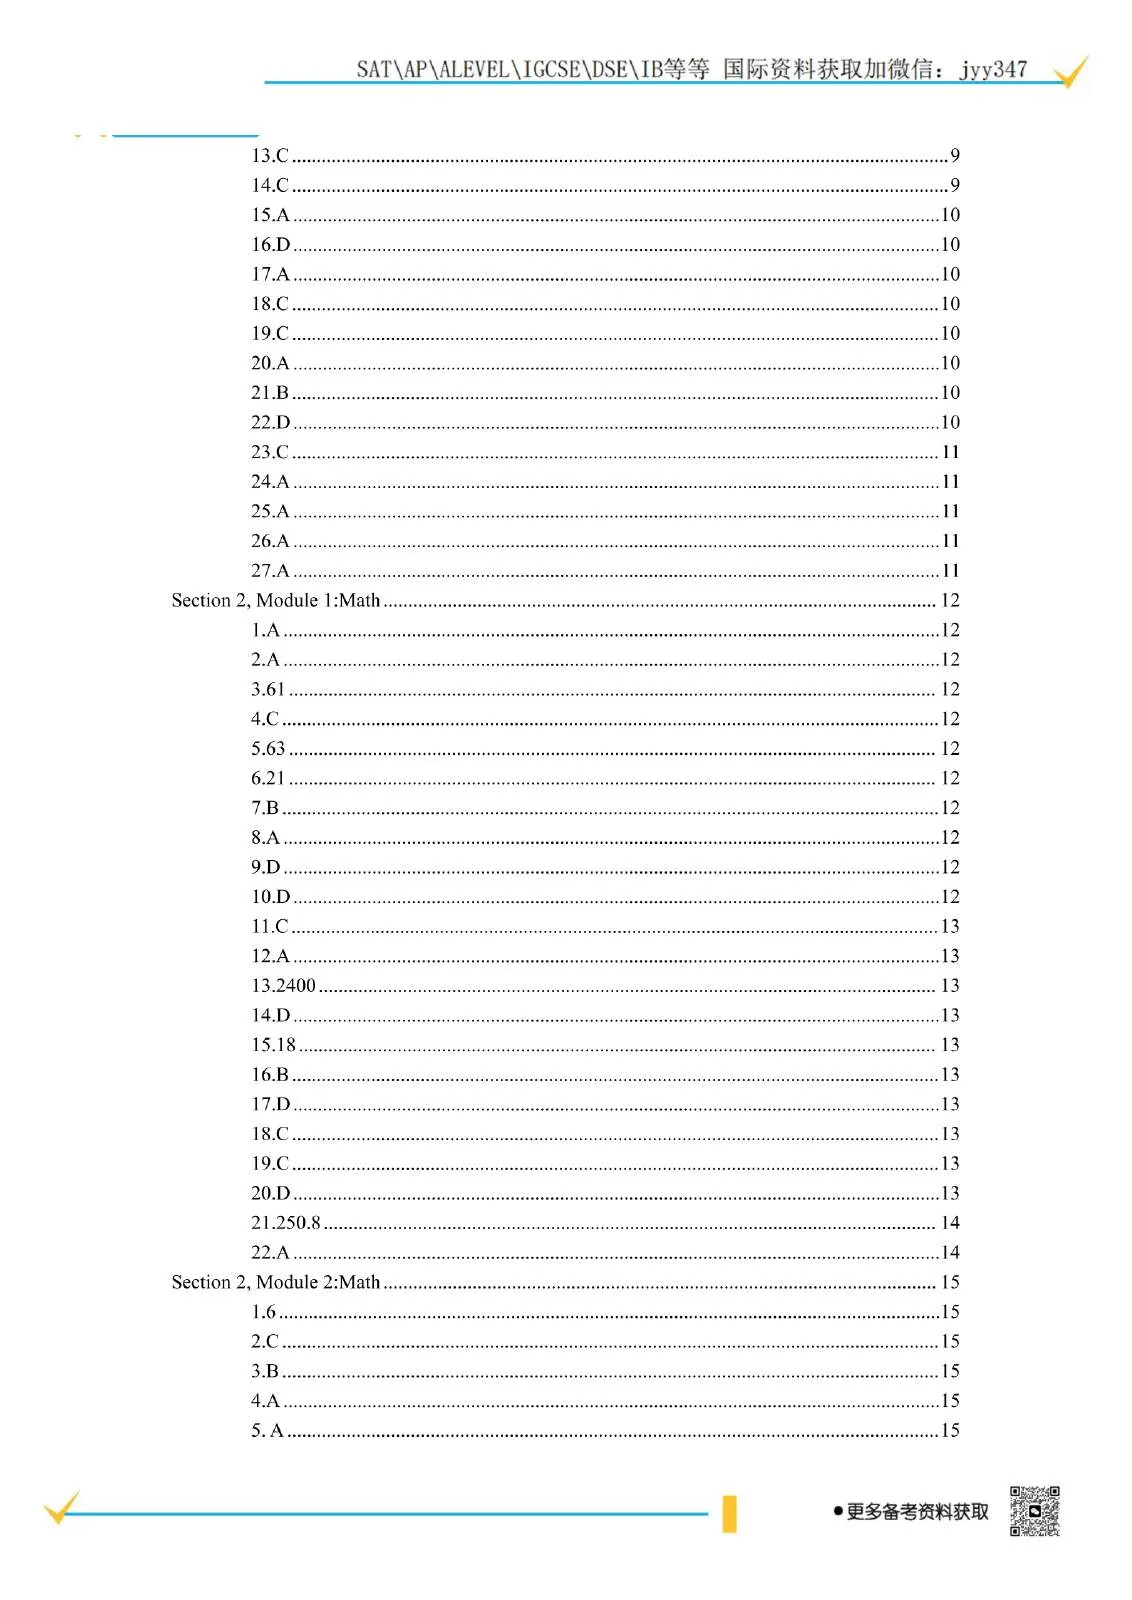 SAT\AP\ALEVEL\IGCSE\DSE\IB等等 国际资料获取加微信：jyy347
13.C 9
14.C 9
15.A 10
16.D 10
17.A 10
18.C 10
19.C 10
20.A 10
21.B 10
22.D 10
23.C 11
24.A 11
25.A 11
26.A 11
27.A 11
Section 2, Module 1:Math 12
1.A 12
2.A 12
3.61 12
4.C 12
5.63 12
6.21 12
7.B 12
8.A 12
9.D 12
10.D 12
11.C 13
12.A 13
13.2400 13
14.D 13
15.18 13
16.B 13
17.D 13
18.C 13
19.C 13
20.D 13
21.250.8 14
22.A 14
Section 2, Module 2:Math 15
1.6 15
2.C 15
3.B 15
4.A 15
5. A 15
●更多备考资料获取